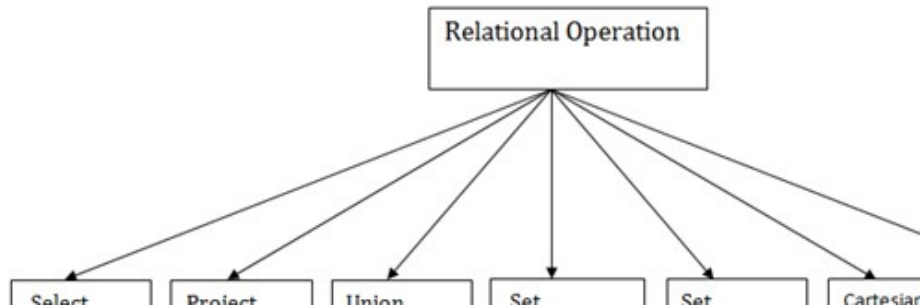 Relational Operation
Select
Project
Union
Set
Set
Cartesian